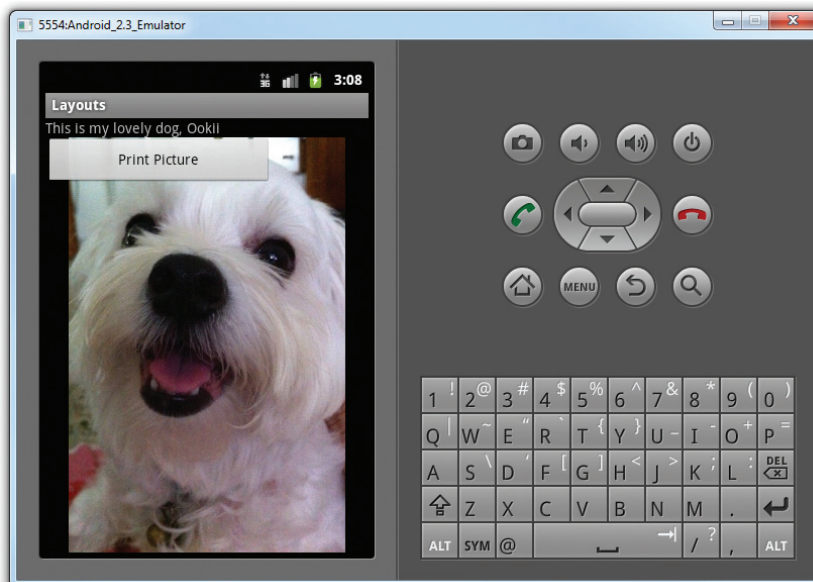 5554:Android_2.3_Emulator
3G 3:08
Layouts
This is my lovely dog, Ookii
Print Picture
MENU
1 ! 2 @ 3 # 4 $ 5 % 6 ^ 7 & 8 * 9 ( 0 )
Q | W ~ E " R ` T { Y } U _ I - O + P =
A S \ D ' F [ G ] H < J > K ; L : DEL
Z X C V B N M .
ALT SYM @ / ? , ALT